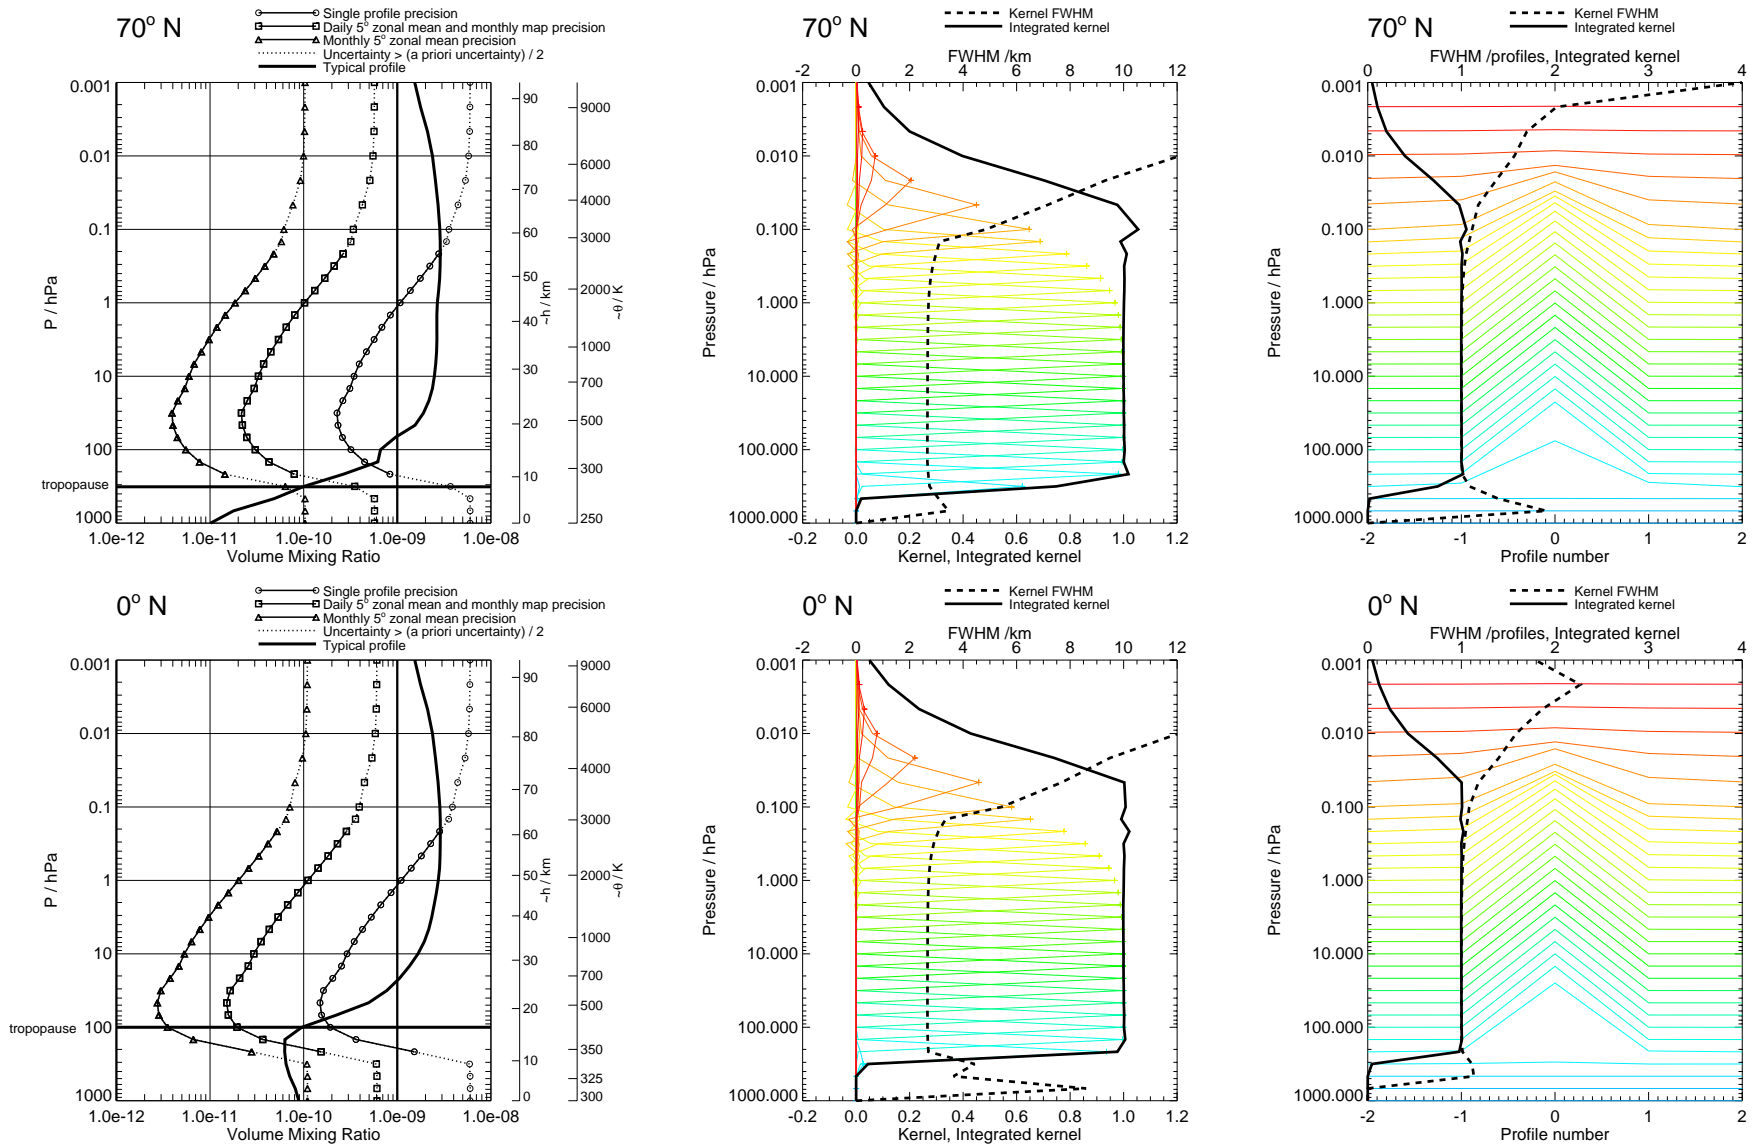 70° N
Single profile precision
Daily 5° zonal mean and monthly map precision
Monthly 5° zonal mean precision
Uncertainty > (a priori uncertainty) / 2
Typical profile
0.001
0.01
0.1
1
10
100
tropopause
1000
P / hPa
1.0e-12 1.0e-11 1.0e-10 1.0e-09 1.0e-08
Volume Mixing Ratio
90
80
70
60
50
40
30
20
10
0
~h / km
9000
6000
4000
3000
2000
1000
700
500
300
250
~θ / K
70° N
Kernel FWHM
Integrated kernel
FWHM /km
-2 0 2 4 6 8 10 12
0.001
0.010
0.100
1.000
10.000
100.000
1000.000
Pressure / hPa
-0.2 0.0 0.2 0.4 0.6 0.8 1.0 1.2
Kernel, Integrated kernel
70° N
Kernel FWHM
Integrated kernel
FWHM /profiles, Integrated kernel
-1 0 1 2 3 4
0.001
0.010
0.100
1.000
10.000
100.000
1000.000
Pressure / hPa
-2 -1 0 1 2
Profile number
0° N
Single profile precision
Daily 5° zonal mean and monthly map precision
Monthly 5° zonal mean precision
Uncertainty > (a priori uncertainty) / 2
Typical profile
0.001
0.01
0.1
1
10
100
tropopause
1000
P / hPa
1.0e-12 1.0e-11 1.0e-10 1.0e-09 1.0e-08
Volume Mixing Ratio
90
80
70
60
50
40
30
20
10
0
~h / km
9000
6000
4000
3000
2000
1000
700
500
350
325
300
~θ / K
0° N
Kernel FWHM
Integrated kernel
FWHM /km
-2 0 2 4 6 8 10 12
0.001
0.010
0.100
1.000
10.000
100.000
1000.000
Pressure / hPa
-0.2 0.0 0.2 0.4 0.6 0.8 1.0 1.2
Kernel, Integrated kernel
0° N
Kernel FWHM
Integrated kernel
FWHM /profiles, Integrated kernel
-1 0 1 2 3 4
0.001
0.010
0.100
1.000
10.000
100.000
1000.000
Pressure / hPa
-2 -1 0 1 2
Profile number